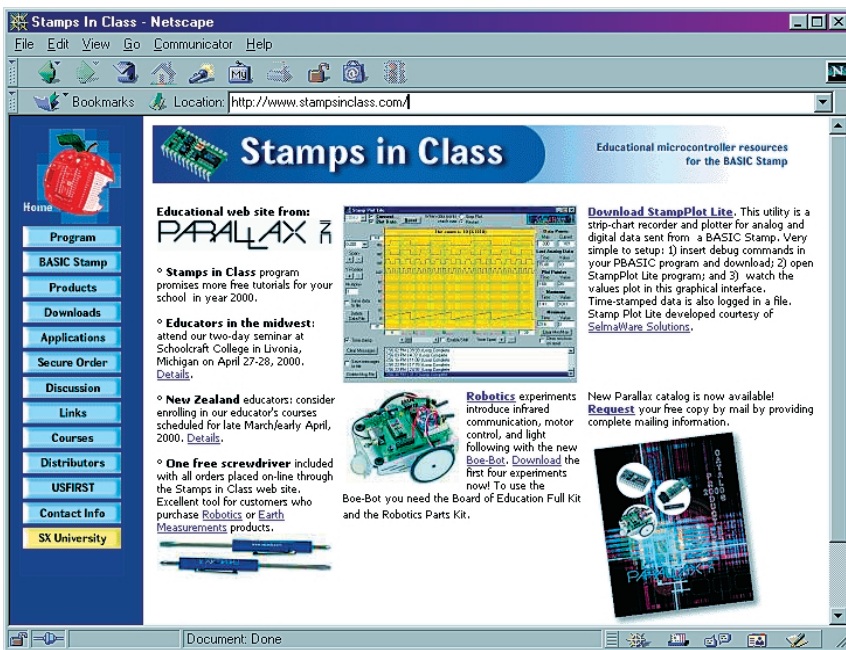 Stamps In Class - Netscape
File Edit View Go Communicator Help
My
N
Bookmarks Location: http://www.stampsinclass.com/
Home
Program
BASIC Stamp
Products
Downloads
Applications
Secure Order
Discussion
Links
Courses
Distributors
USFIRST
Contact Info
SX University
Stamps in Class
Educational microcontroller resources
for the BASIC Stamp
Educational web site from:
PARALLAX
° Stamps in Class program
promises more free tutorials for your
school in year 2000.
° Educators in the midwest:
attend our two-day seminar at
Schoolcraft College in Livonia,
Michigan on April 27-28, 2000.
Details.
° New Zealand educators: consider
enrolling in our educator's courses
scheduled for late March/early April,
2000. Details.
° One free screwdriver included
with all orders placed on-line through
the Stamps in Class web site.
Excellent tool for customers who
purchase Robotics or Earth
Measurements products.
Robotics experiments
introduce infrared
communication, motor
control, and light
following with the new
Boe-Bot. Download the
first four experiments
now! To use the
Boe-Bot you need the Board of Education Full Kit
and the Robotics Parts Kit.
Download StampPlot Lite. This utility is a
strip-chart recorder and plotter for analog and
digital data sent from a BASIC Stamp. Very
simple to setup: 1) insert debug commands in
your PBASIC program and download; 2) open
StampPlot Lite program; and 3) watch the
values plot in this graphical interface.
Time-stamped data is also logged in a file.
Stamp Plot Lite developed courtesy of
SelmaWare Solutions.
New Parallax catalog is now available!
Request your free copy by mail by providing
complete mailing information.
PARALLAX
Document: Done